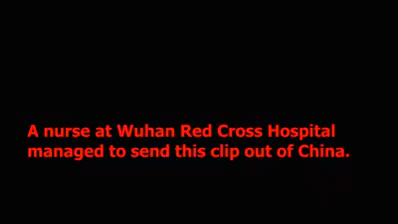 A nurse at Wuhan Red Cross Hospital
managed to send this clip out of China.